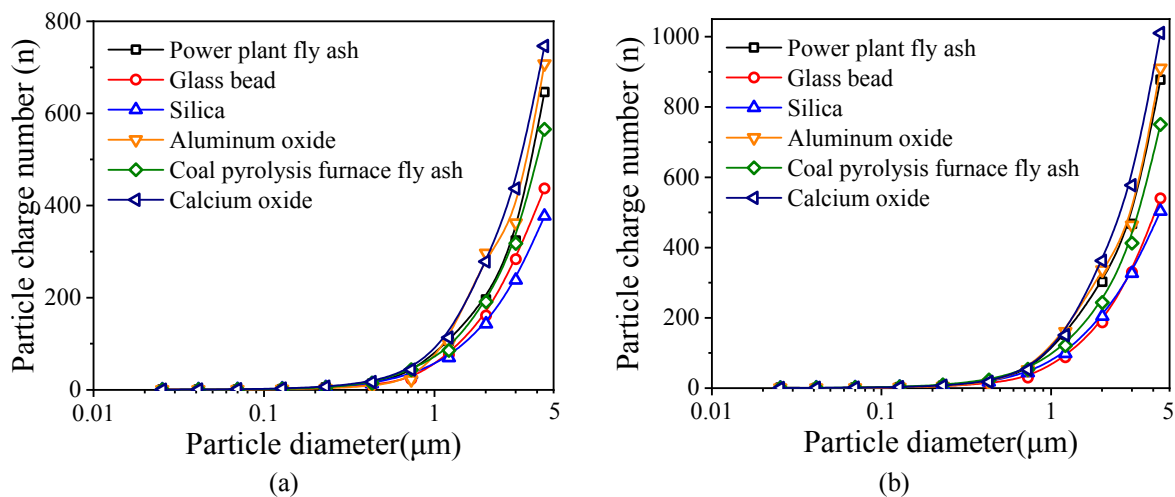 800
600
400
200
0
Particle charge number (n)
Power plant fly ash
Glass bead
Silica
Aluminum oxide
Coal pyrolysis furnace fly ash
Calcium oxide
0.01
0.1
1
5
Particle diameter(μm)
(a)
1000
800
600
400
200
0
Particle charge number (n)
Power plant fly ash
Glass bead
Silica
Aluminum oxide
Coal pyrolysis furnace fly ash
Calcium oxide
0.01
0.1
1
5
Particle diameter(μm)
(b)